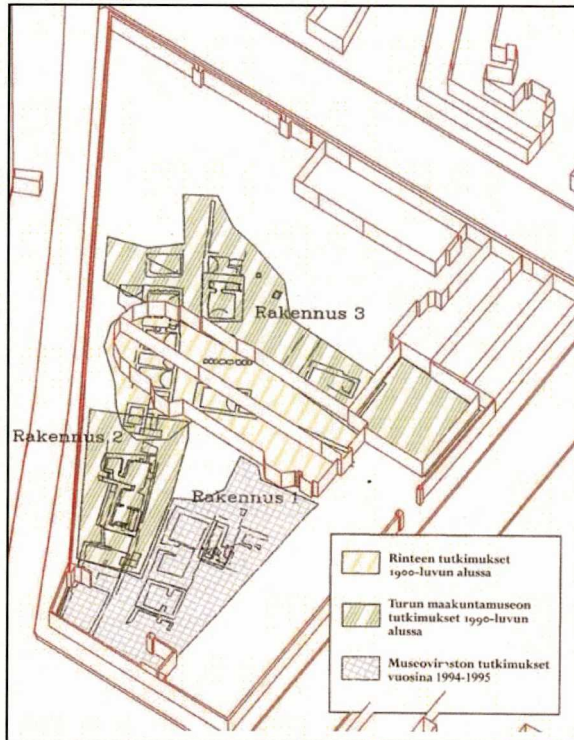 Rakennus 3
Rakennus 2
Rakennus 1
Rinteen tutkimukset
1900-luvun alussa
Turun maakuntamuseon
tutkimukset 1990-luvun
alussa
Museoviraston tutkimukset
vuosina 1994-1995